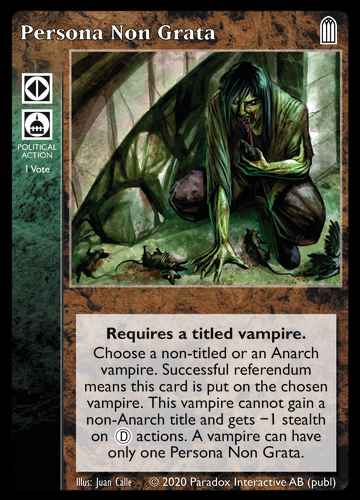 Persona Non Grata
POLITICAL
ACTION
1 Vote
Requires a titled vampire.
Choose a non-titled or an Anarch
vampire. Successful referendum
means this card is put on the chosen
vampire. This vampire cannot gain a
non-Anarch title and gets −1 stealth
on Ⓓ actions. A vampire can have
only one Persona Non Grata.
Illus: Juan Calle © 2020 Paradox Interactive AB (publ)